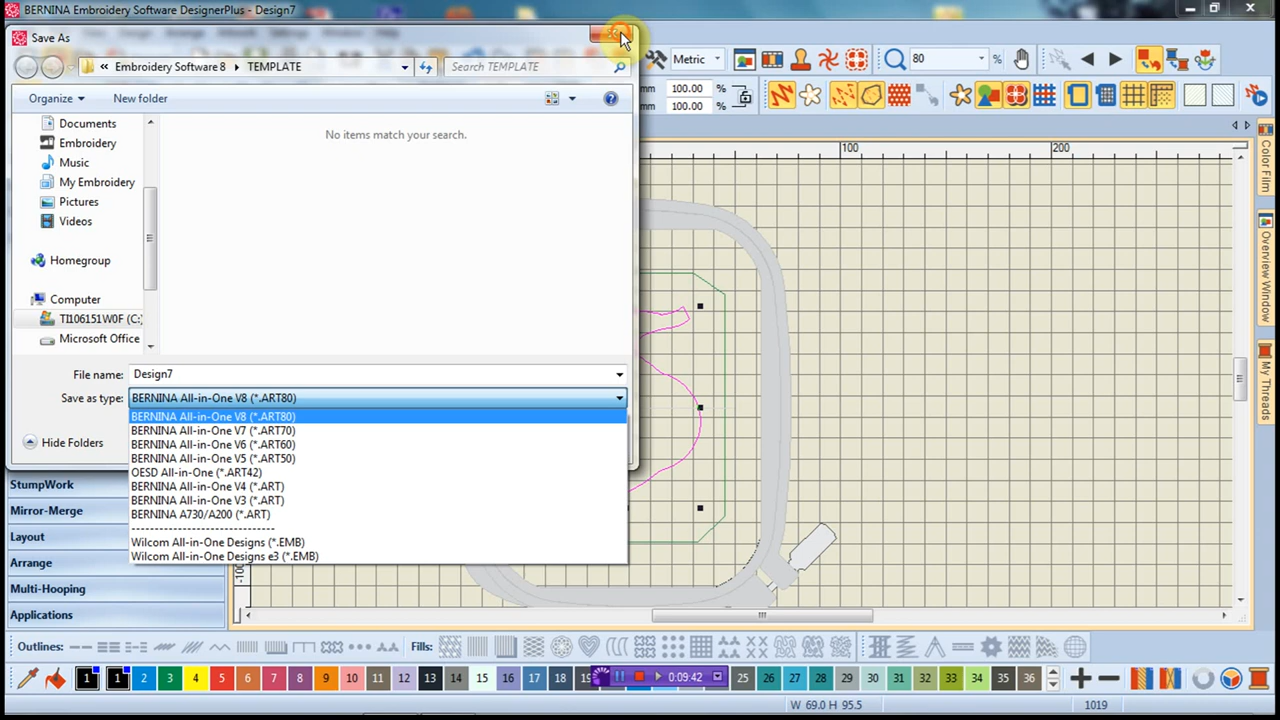 BERNINA Embroidery Software DesignerPlus - Design7
Save As
« Embroidery Software 8 ▸ TEMPLATE
Search TEMPLATE
Metric
80 %
Organize
New folder
mm 100.00 %
mm 100.00 %
Documents
Embroidery
Music
My Embroidery
Pictures
Videos
Homegroup
Computer
TI106151W0F (C:)
Microsoft Office
No items match your search.
100
200
Color Film
Overview Window
My Threads
File name: Design7
Save as type: BERNINA All-in-One V8 (*.ART80)
BERNINA All-in-One V8 (*.ART80)
BERNINA All-in-One V7 (*.ART70)
BERNINA All-in-One V6 (*.ART60)
BERNINA All-in-One V5 (*.ART50)
OESD All-in-One (*.ART42)
BERNINA All-in-One V4 (*.ART)
BERNINA All-in-One V3 (*.ART)
BERNINA A730/A200 (*.ART)
-------------------------------
Wilcom All-in-One Designs (*.EMB)
Wilcom All-in-One Designs e3 (*.EMB)
Hide Folders
StumpWork
Mirror-Merge
Layout
Arrange
Multi-Hooping
Applications
Outlines:
Fills:
1 1 2 3 4 5 6 7 8 9 10 11 12 13 14 15 16 17 18 19 0:09:42 25 26 27 28 29 30 31 32 33 34 35 36
W 69.0 H 95.5
1019